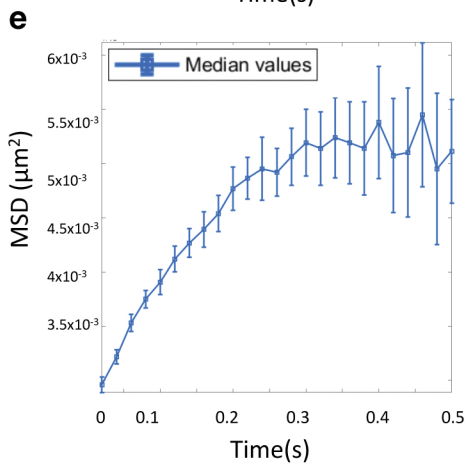 Time(s)
e
Median values
6x10⁻³
5.5x10⁻³
5x10⁻³
4.5x10⁻³
4x10⁻³
3.5x10⁻³
MSD (μm²)
0 0.1 0.2 0.3 0.4 0.5
Time(s)